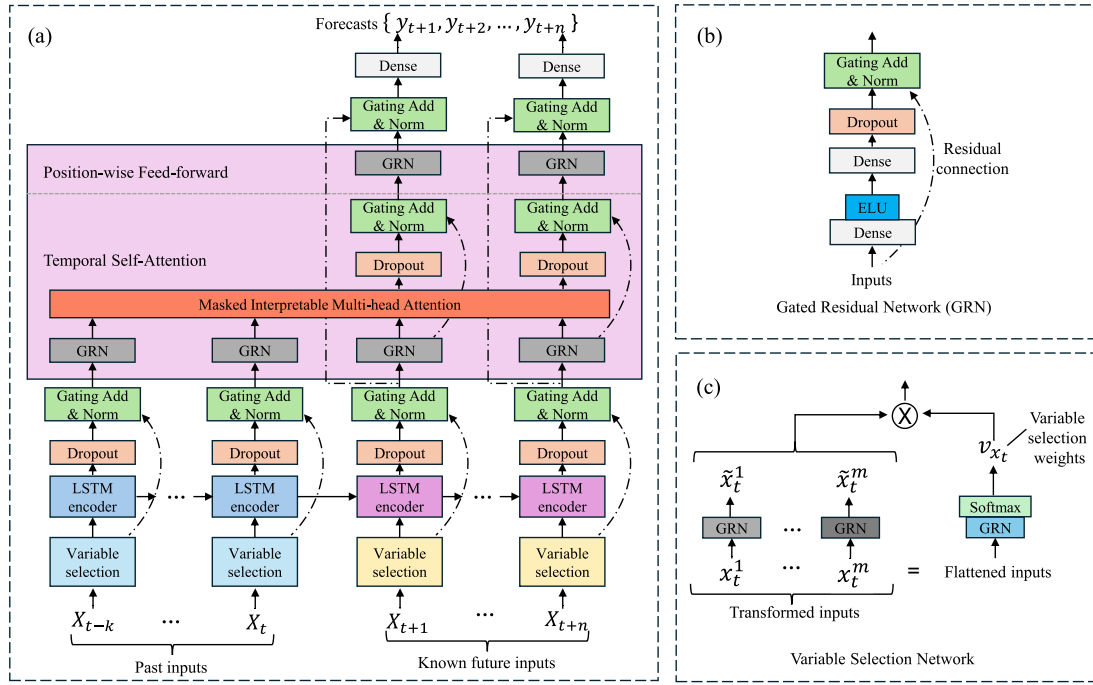 (a)
Forecasts { y_{t+1}, y_{t+2}, ..., y_{t+n} }
Dense
Dense
Gating Add
& Norm
Gating Add
& Norm
Position-wise Feed-forward
GRN
GRN
Gating Add
& Norm
Gating Add
& Norm
Temporal Self-Attention
Dropout
Dropout
Masked Interpretable Multi-head Attention
GRN
GRN
GRN
GRN
Gating Add
& Norm
Gating Add
& Norm
Gating Add
& Norm
Gating Add
& Norm
Dropout
Dropout
Dropout
Dropout
LSTM
encoder
...
LSTM
encoder
LSTM
encoder
...
LSTM
encoder
Variable
selection
Variable
selection
Variable
selection
Variable
selection
X_{t−k}
...
X_t
X_{t+1}
...
X_{t+n}
Past inputs
Known future inputs
(b)
Gating Add
& Norm
Dropout
Residual
connection
Dense
ELU
Dense
Inputs
Gated Residual Network (GRN)
(c)
X
Variable
selection
weights
v_{x_t}
x̃_t^1
x̃_t^m
Softmax
GRN
GRN
...
GRN
x_t^1
...
x_t^m
=
Flattened inputs
Transformed inputs
Variable Selection Network